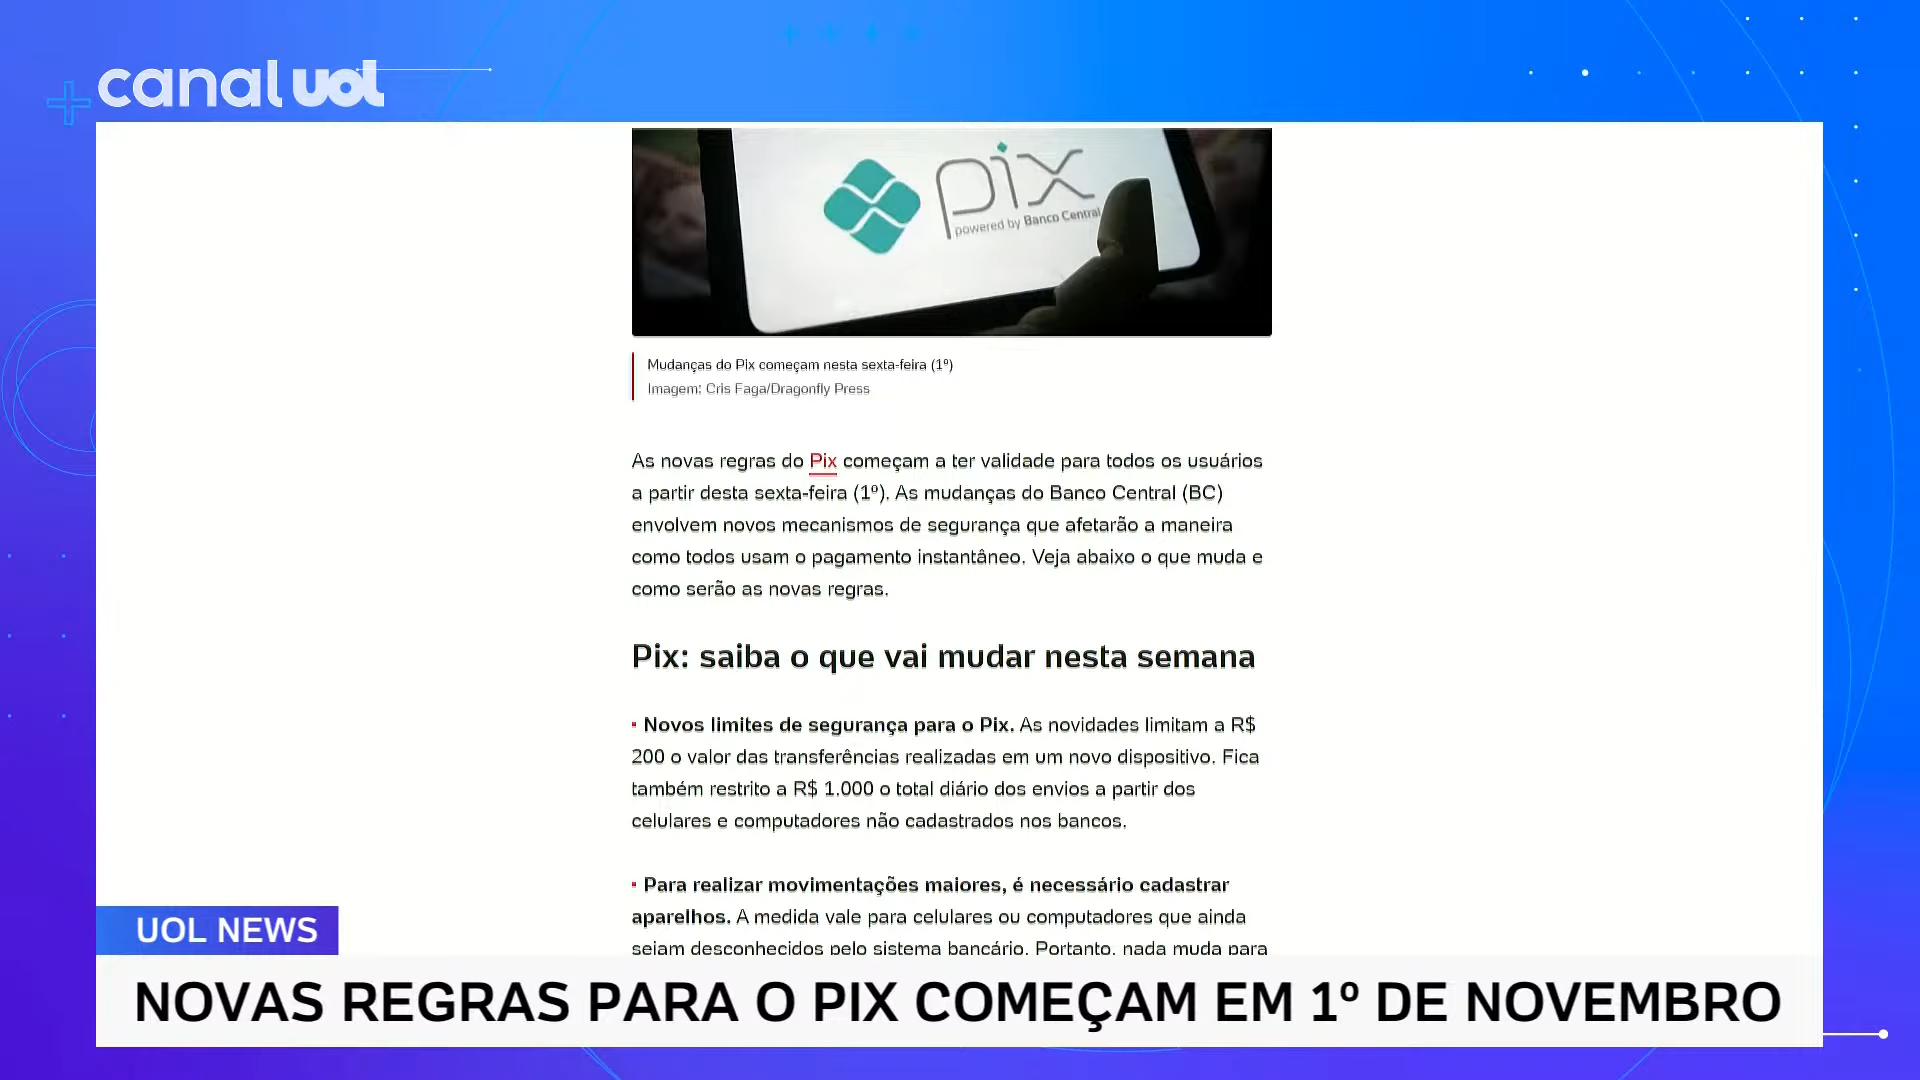 canal uol
pix
powered by Banco Central
Mudanças do Pix começam nesta sexta-feira (1º)
Imagem: Cris Faga/Dragonfly Press
As novas regras do Pix começam a ter validade para todos os usuários
a partir desta sexta-feira (1º). As mudanças do Banco Central (BC)
envolvem novos mecanismos de segurança que afetarão a maneira
como todos usam o pagamento instantâneo. Veja abaixo o que muda e
como serão as novas regras.
Pix: saiba o que vai mudar nesta semana
Novos limites de segurança para o Pix. As novidades limitam a R$
200 o valor das transferências realizadas em um novo dispositivo. Fica
também restrito a R$ 1.000 o total diário dos envios a partir dos
celulares e computadores não cadastrados nos bancos.
Para realizar movimentações maiores, é necessário cadastrar
aparelhos. A medida vale para celulares ou computadores que ainda
sejam desconhecidos pelo sistema bancário. Portanto, nada muda para
UOL NEWS
NOVAS REGRAS PARA O PIX COMEÇAM EM 1º DE NOVEMBRO